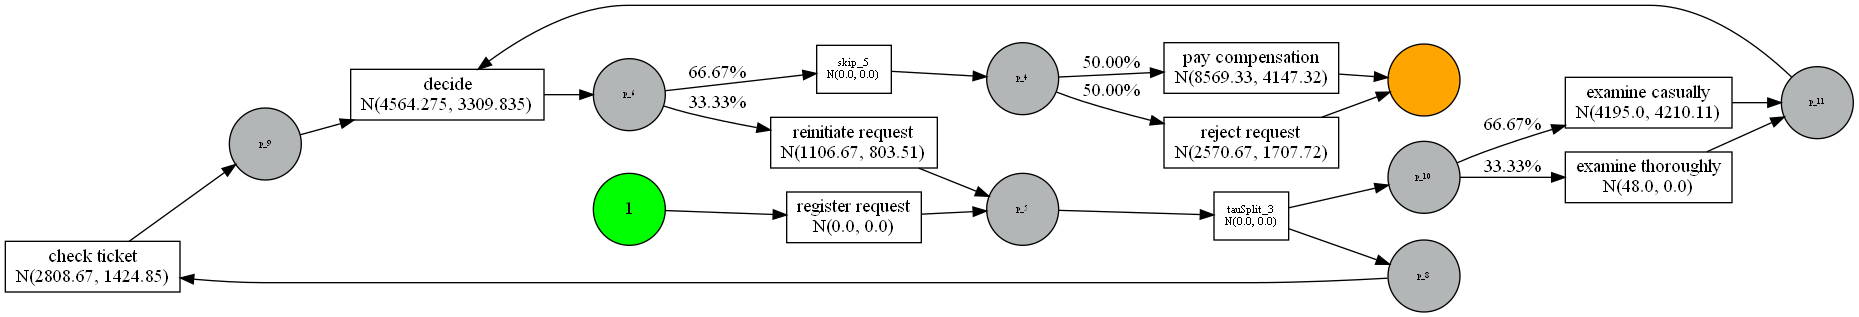 decide
N(4564.275, 3309.835)
p_9
check ticket
N(2808.67, 1424.85)
p_6
66.67%
33.33%
skip_5
N(0.0, 0.0)
reinitiate request
N(1106.67, 803.51)
1
register request
N(0.0, 0.0)
p_4
50.00%
50.00%
pay compensation
N(8569.33, 4147.32)
reject request
N(2570.67, 1707.72)
p_5
tauSplit_3
N(0.0, 0.0)
p_10
p_8
66.67%
33.33%
examine casually
N(4195.0, 4210.11)
examine thoroughly
N(48.0, 0.0)
p_11